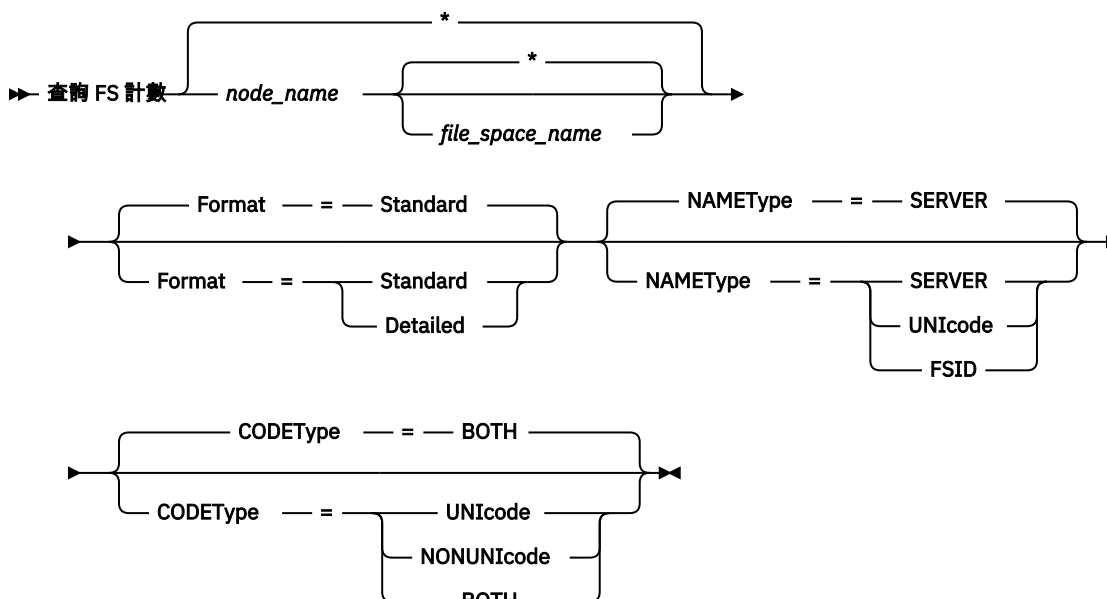 *
*
查詢 FS 計數 node_name
file_space_name
Format = Standard
NAMEType = SERVER
Format = Standard
NAMEType = SERVER
Detailed
UNIcode
FSID
CODEType = BOTH
CODEType = UNIcode
NONUNIcode
BOTH